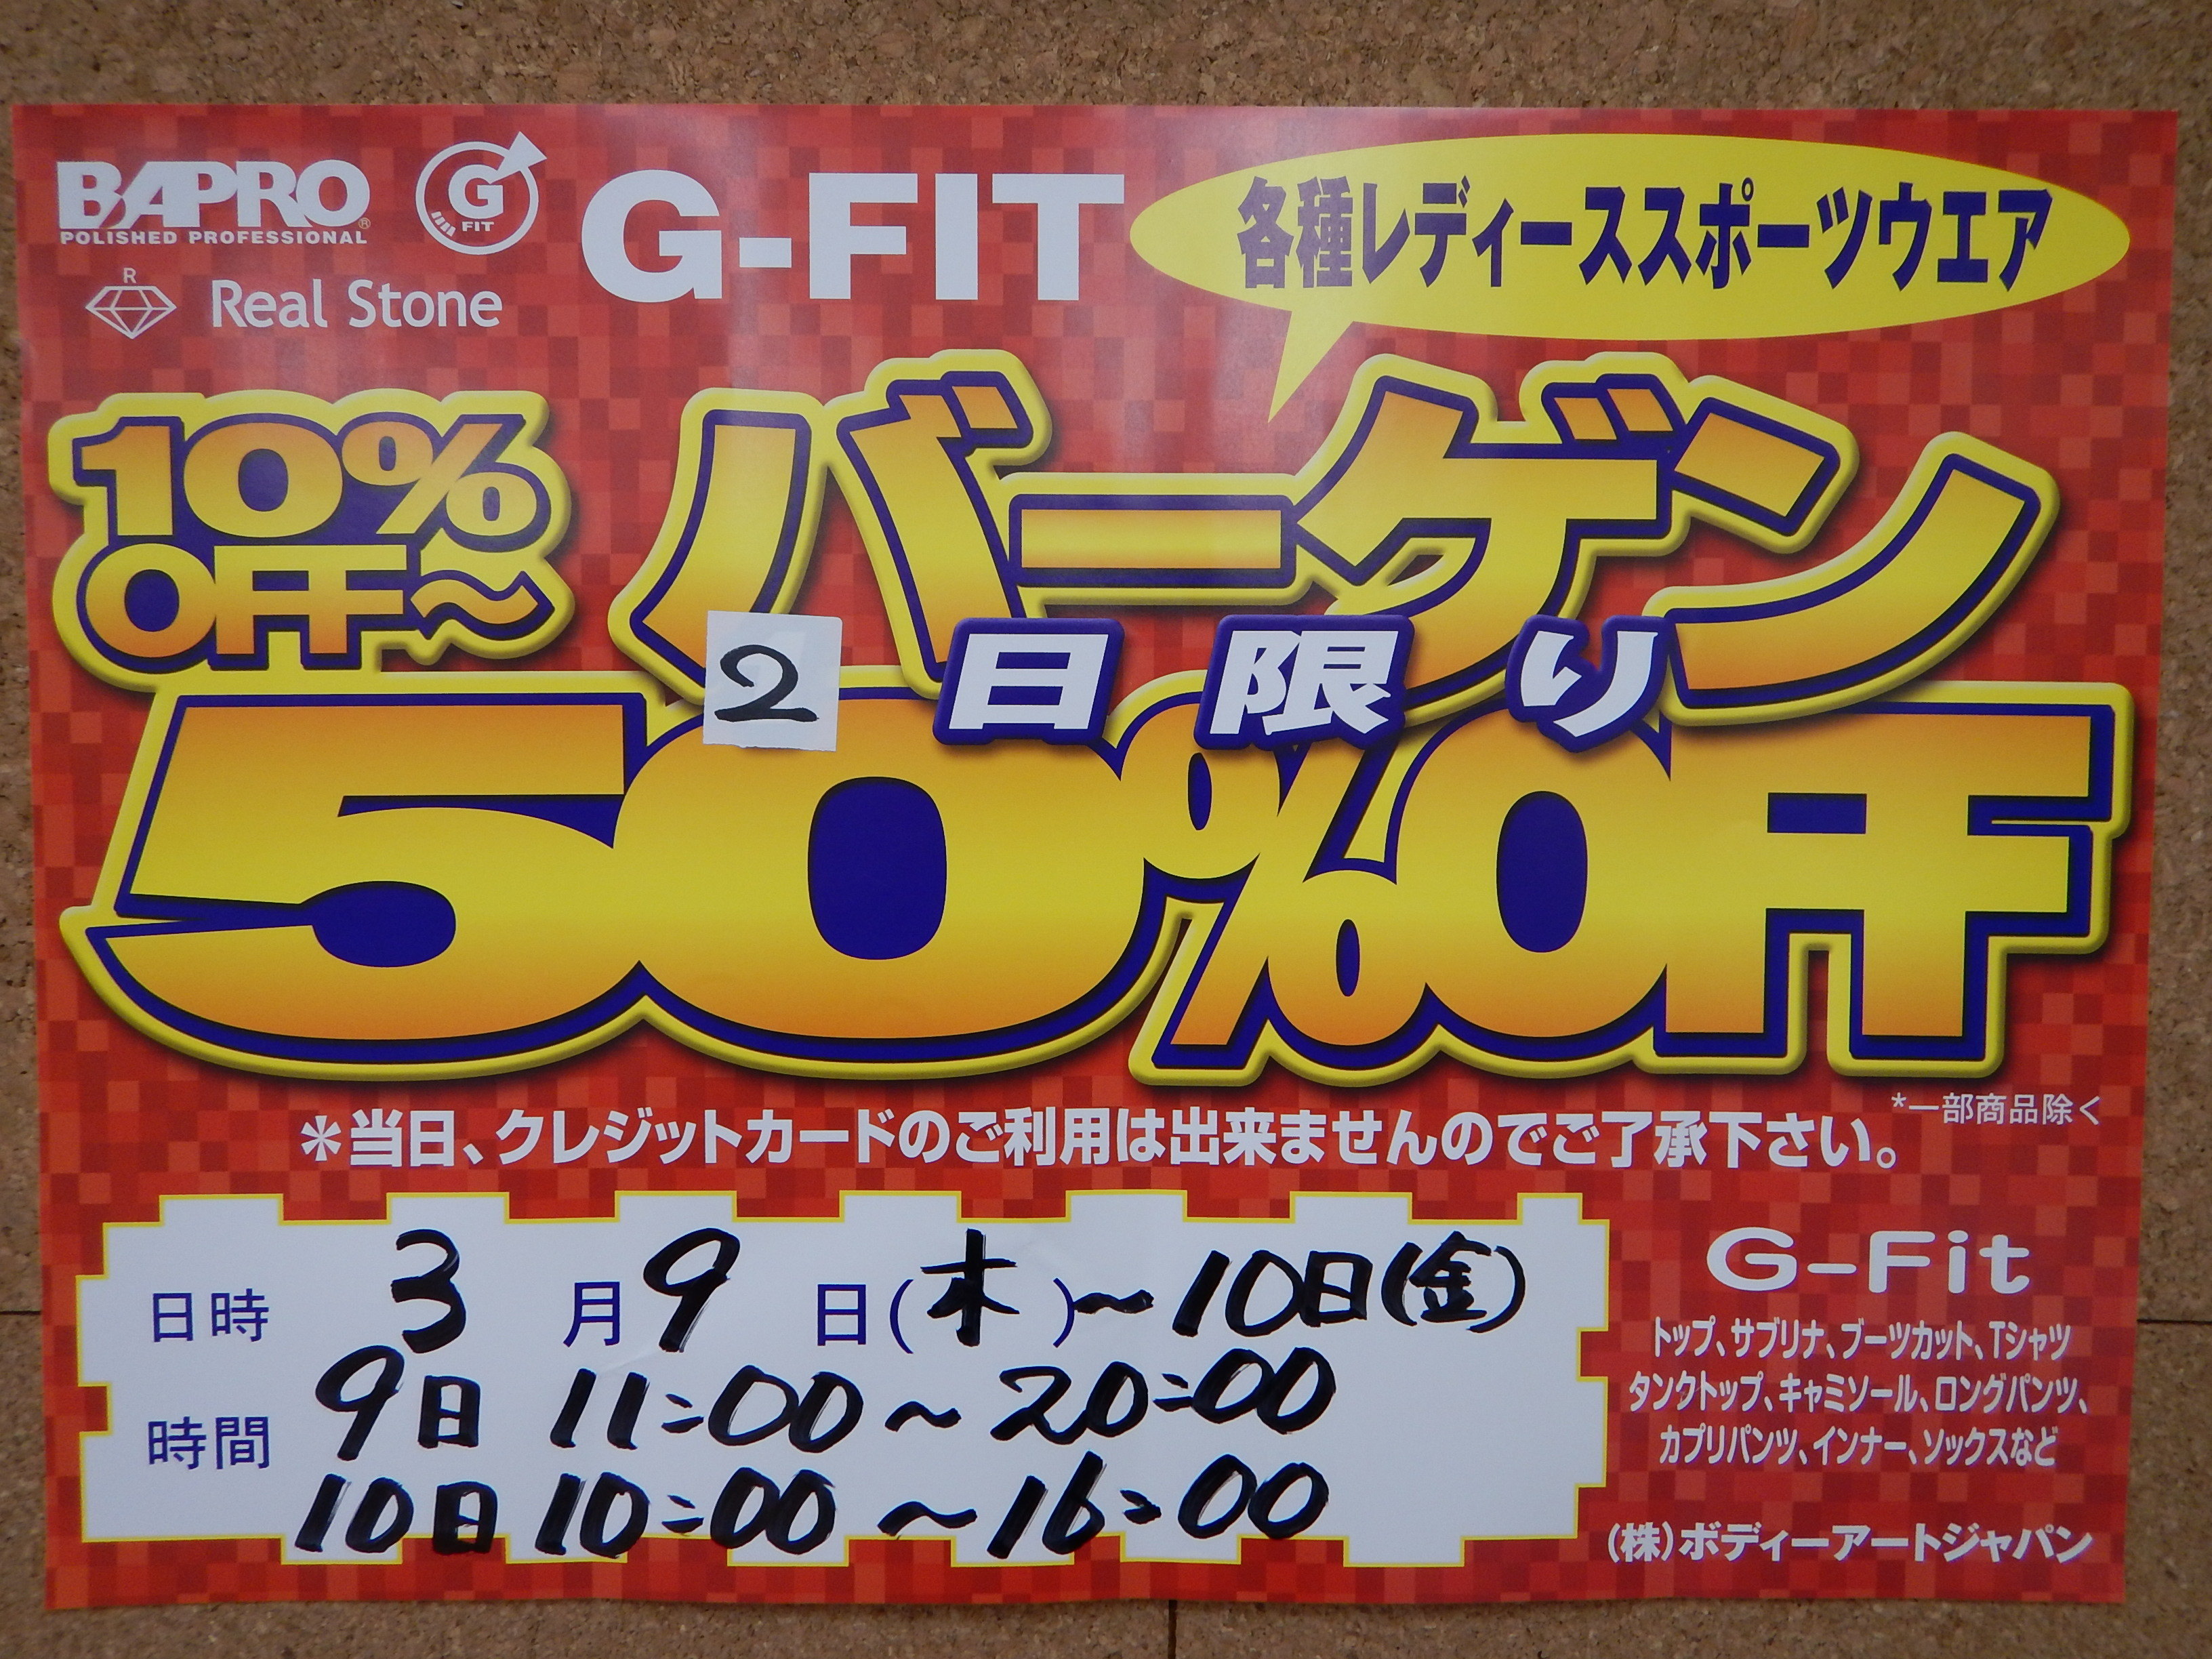 BAPRO®
POLISHED PROFESSIONAL
G
FIT
R
Real Stone
G-FIT
各種レディーススポーツウエア
10%
OFF～
バーゲン
2日限り
50%OFF
*一部商品除く
＊当日、クレジットカードのご利用は出来ませんのでご了承下さい。
日時 3月9日(木)～10日(金)
時間 9日 11:00～20:00
10日 10:00～16:00
G-Fit
トップ、サブリナ、ブーツカット、Tシャツ
タンクトップ、キャミソール、ロングパンツ、
カプリパンツ、インナー、ソックスなど
(株)ボディーアートジャパン